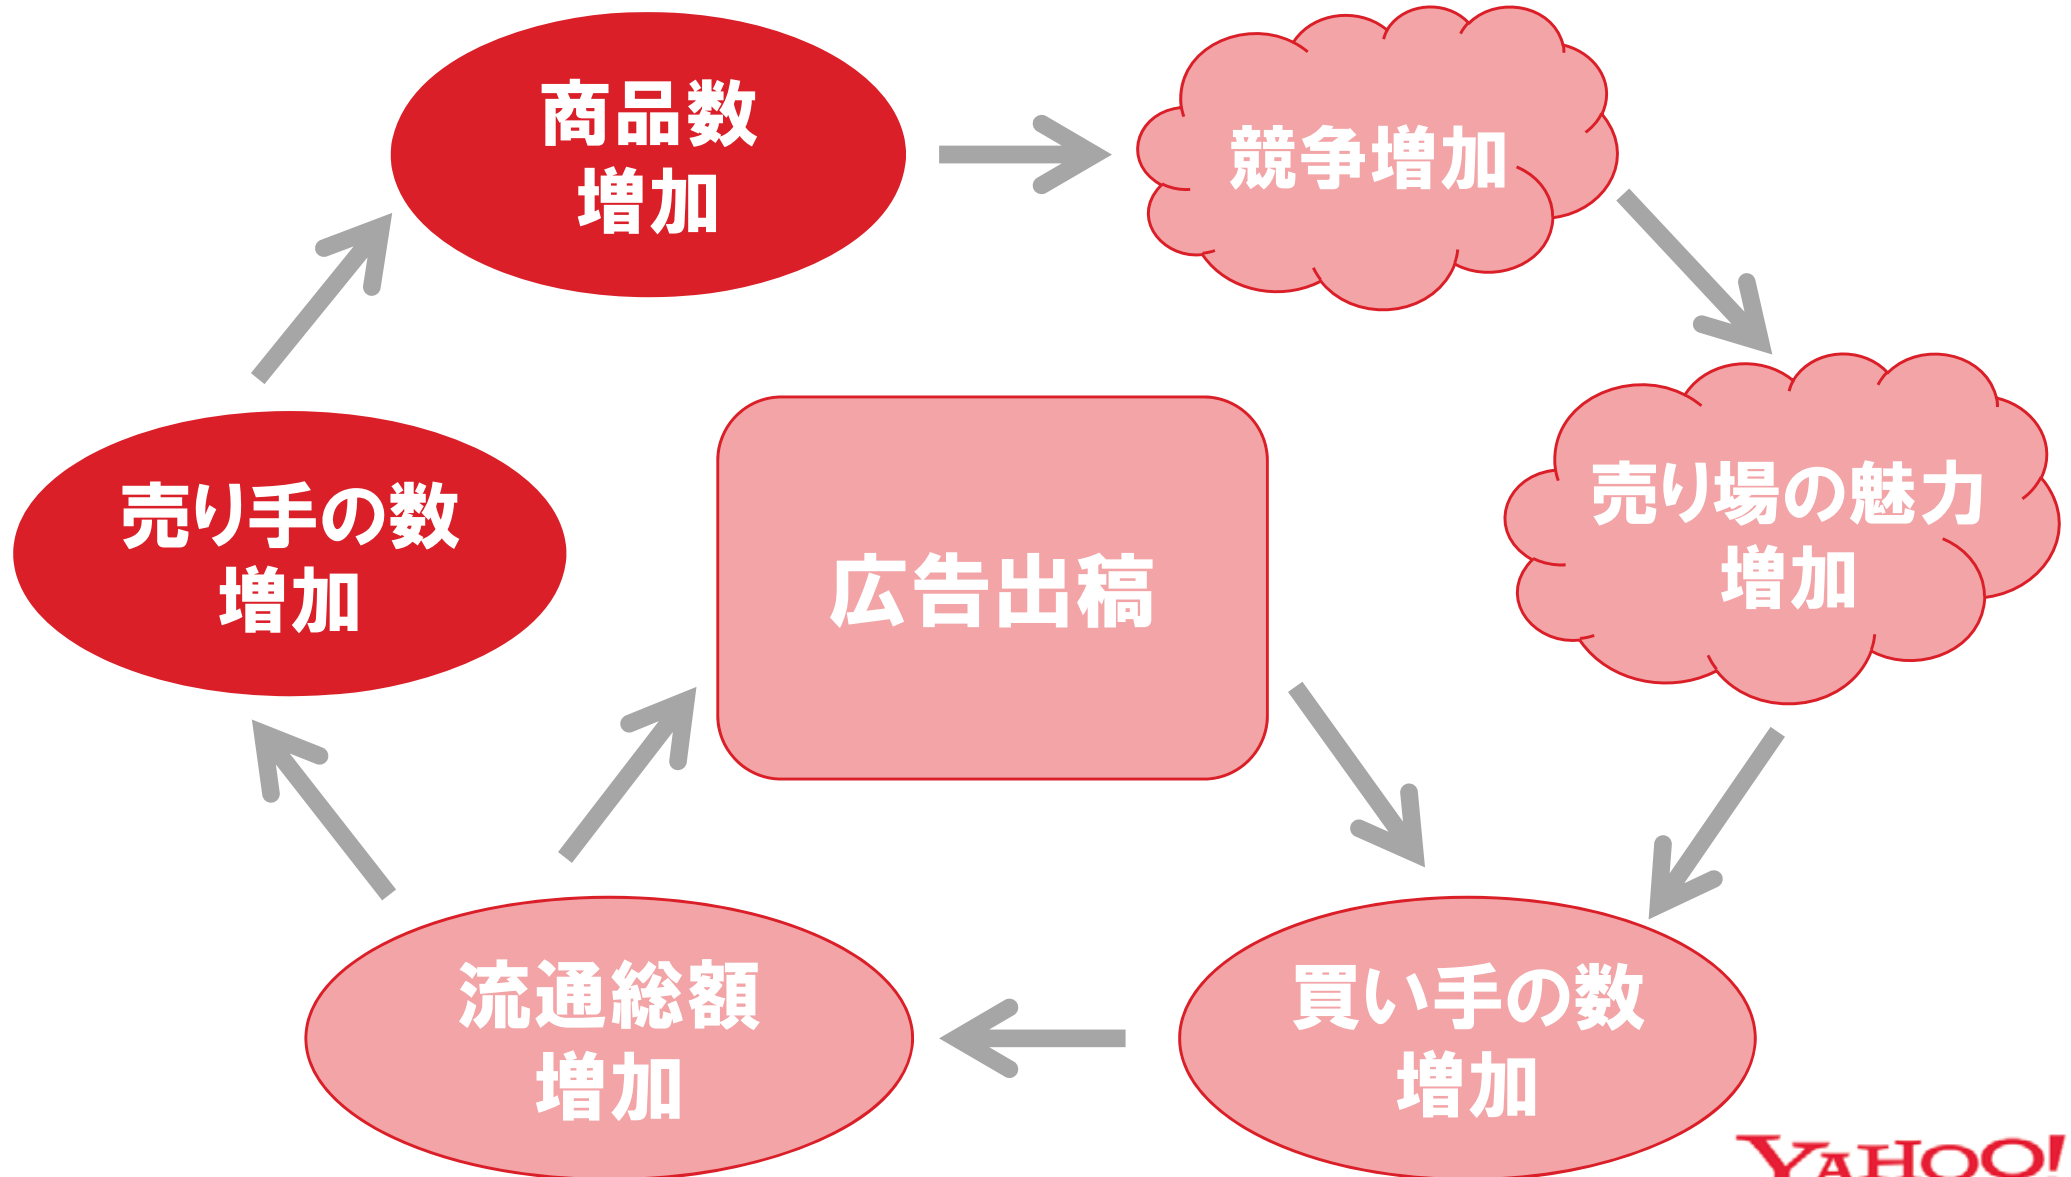 商品数
増加
競争増加
売り手の数
増加
広告出稿
売り場の魅力
増加
流通総額
増加
買い手の数
増加
YAHOO!